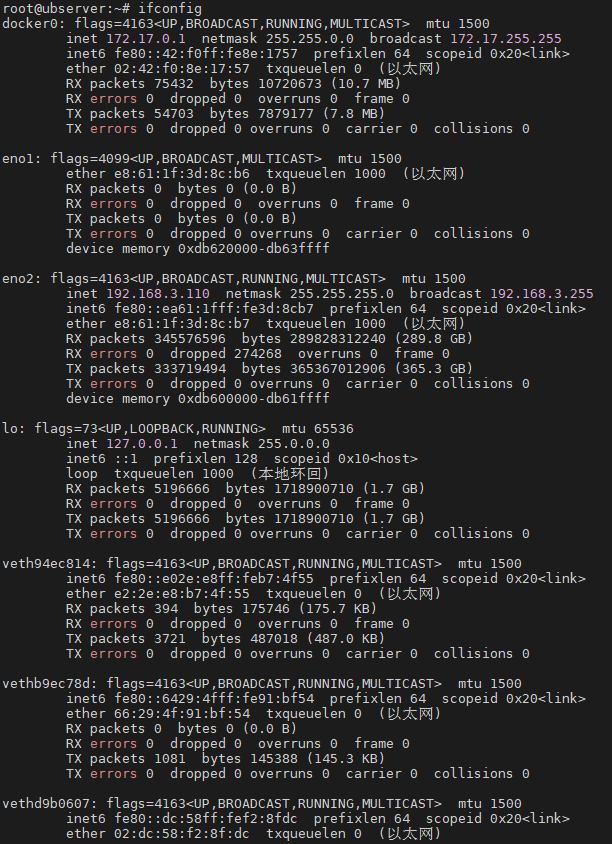 root@ubserver:~# ifconfig
docker0: flags=4163<UP,BROADCAST,RUNNING,MULTICAST>  mtu 1500
        inet 172.17.0.1  netmask 255.255.0.0  broadcast 172.17.255.255
        inet6 fe80::42:f0ff:fe8e:1757  prefixlen 64  scopeid 0x20<link>
        ether 02:42:f0:8e:17:57  txqueuelen 0  (以太网)
        RX packets 75432  bytes 10720673 (10.7 MB)
        RX errors 0  dropped 0  overruns 0  frame 0
        TX packets 54703  bytes 7879177 (7.8 MB)
        TX errors 0  dropped 0 overruns 0  carrier 0  collisions 0

eno1: flags=4099<UP,BROADCAST,MULTICAST>  mtu 1500
        ether e8:61:1f:3d:8c:b6  txqueuelen 1000  (以太网)
        RX packets 0  bytes 0 (0.0 B)
        RX errors 0  dropped 0  overruns 0  frame 0
        TX packets 0  bytes 0 (0.0 B)
        TX errors 0  dropped 0 overruns 0  carrier 0  collisions 0
        device memory 0xdb620000-db63ffff

eno2: flags=4163<UP,BROADCAST,RUNNING,MULTICAST>  mtu 1500
        inet 192.168.3.110  netmask 255.255.255.0  broadcast 192.168.3.255
        inet6 fe80::ea61:1fff:fe3d:8cb7  prefixlen 64  scopeid 0x20<link>
        ether e8:61:1f:3d:8c:b7  txqueuelen 1000  (以太网)
        RX packets 345576596  bytes 289828312240 (289.8 GB)
        RX errors 0  dropped 274268  overruns 0  frame 0
        TX packets 333719494  bytes 365367012906 (365.3 GB)
        TX errors 0  dropped 0 overruns 0  carrier 0  collisions 0
        device memory 0xdb600000-db61ffff

lo: flags=73<UP,LOOPBACK,RUNNING>  mtu 65536
        inet 127.0.0.1  netmask 255.0.0.0
        inet6 ::1  prefixlen 128  scopeid 0x10<host>
        loop  txqueuelen 1000  (本地环回)
        RX packets 5196666  bytes 1718900710 (1.7 GB)
        RX errors 0  dropped 0  overruns 0  frame 0
        TX packets 5196666  bytes 1718900710 (1.7 GB)
        TX errors 0  dropped 0 overruns 0  carrier 0  collisions 0

veth94ec814: flags=4163<UP,BROADCAST,RUNNING,MULTICAST>  mtu 1500
        inet6 fe80::e02e:e8ff:feb7:4f55  prefixlen 64  scopeid 0x20<link>
        ether e2:2e:e8:b7:4f:55  txqueuelen 0  (以太网)
        RX packets 394  bytes 175746 (175.7 KB)
        RX errors 0  dropped 0  overruns 0  frame 0
        TX packets 3721  bytes 487018 (487.0 KB)
        TX errors 0  dropped 0 overruns 0  carrier 0  collisions 0

vethb9ec78d: flags=4163<UP,BROADCAST,RUNNING,MULTICAST>  mtu 1500
        inet6 fe80::6429:4fff:fe91:bf54  prefixlen 64  scopeid 0x20<link>
        ether 66:29:4f:91:bf:54  txqueuelen 0  (以太网)
        RX packets 0  bytes 0 (0.0 B)
        RX errors 0  dropped 0  overruns 0  frame 0
        TX packets 1081  bytes 145388 (145.3 KB)
        TX errors 0  dropped 0 overruns 0  carrier 0  collisions 0

vethd9b0607: flags=4163<UP,BROADCAST,RUNNING,MULTICAST>  mtu 1500
        inet6 fe80::dc:58ff:fef2:8fdc  prefixlen 64  scopeid 0x20<link>
        ether 02:dc:58:f2:8f:dc  txqueuelen 0  (以太网)